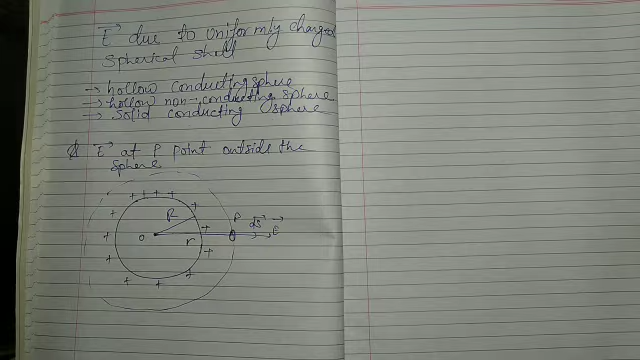 E→ due to uniformly charged
spherical shell
→ hollow conducting sphere
→ hollow non-conducting sphere
→ solid conducting sphere
E→ at P point outside the
sphere
+ + + +
+ R + P dS→ E→
+ O r +
+ +
+ + +